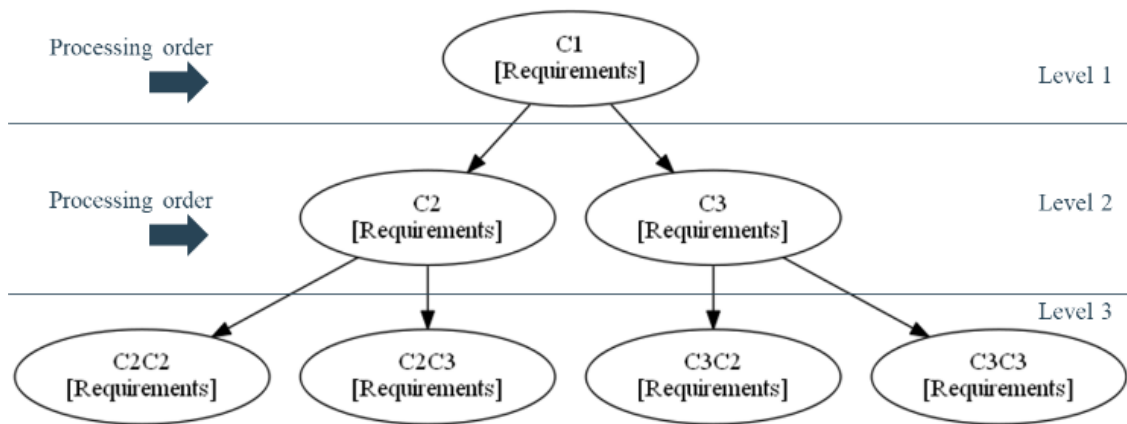 Processing order
C1
[Requirements]
Level 1
Processing order
C2
[Requirements]
C3
[Requirements]
Level 2
Level 3
C2C2
[Requirements]
C2C3
[Requirements]
C3C2
[Requirements]
C3C3
[Requirements]